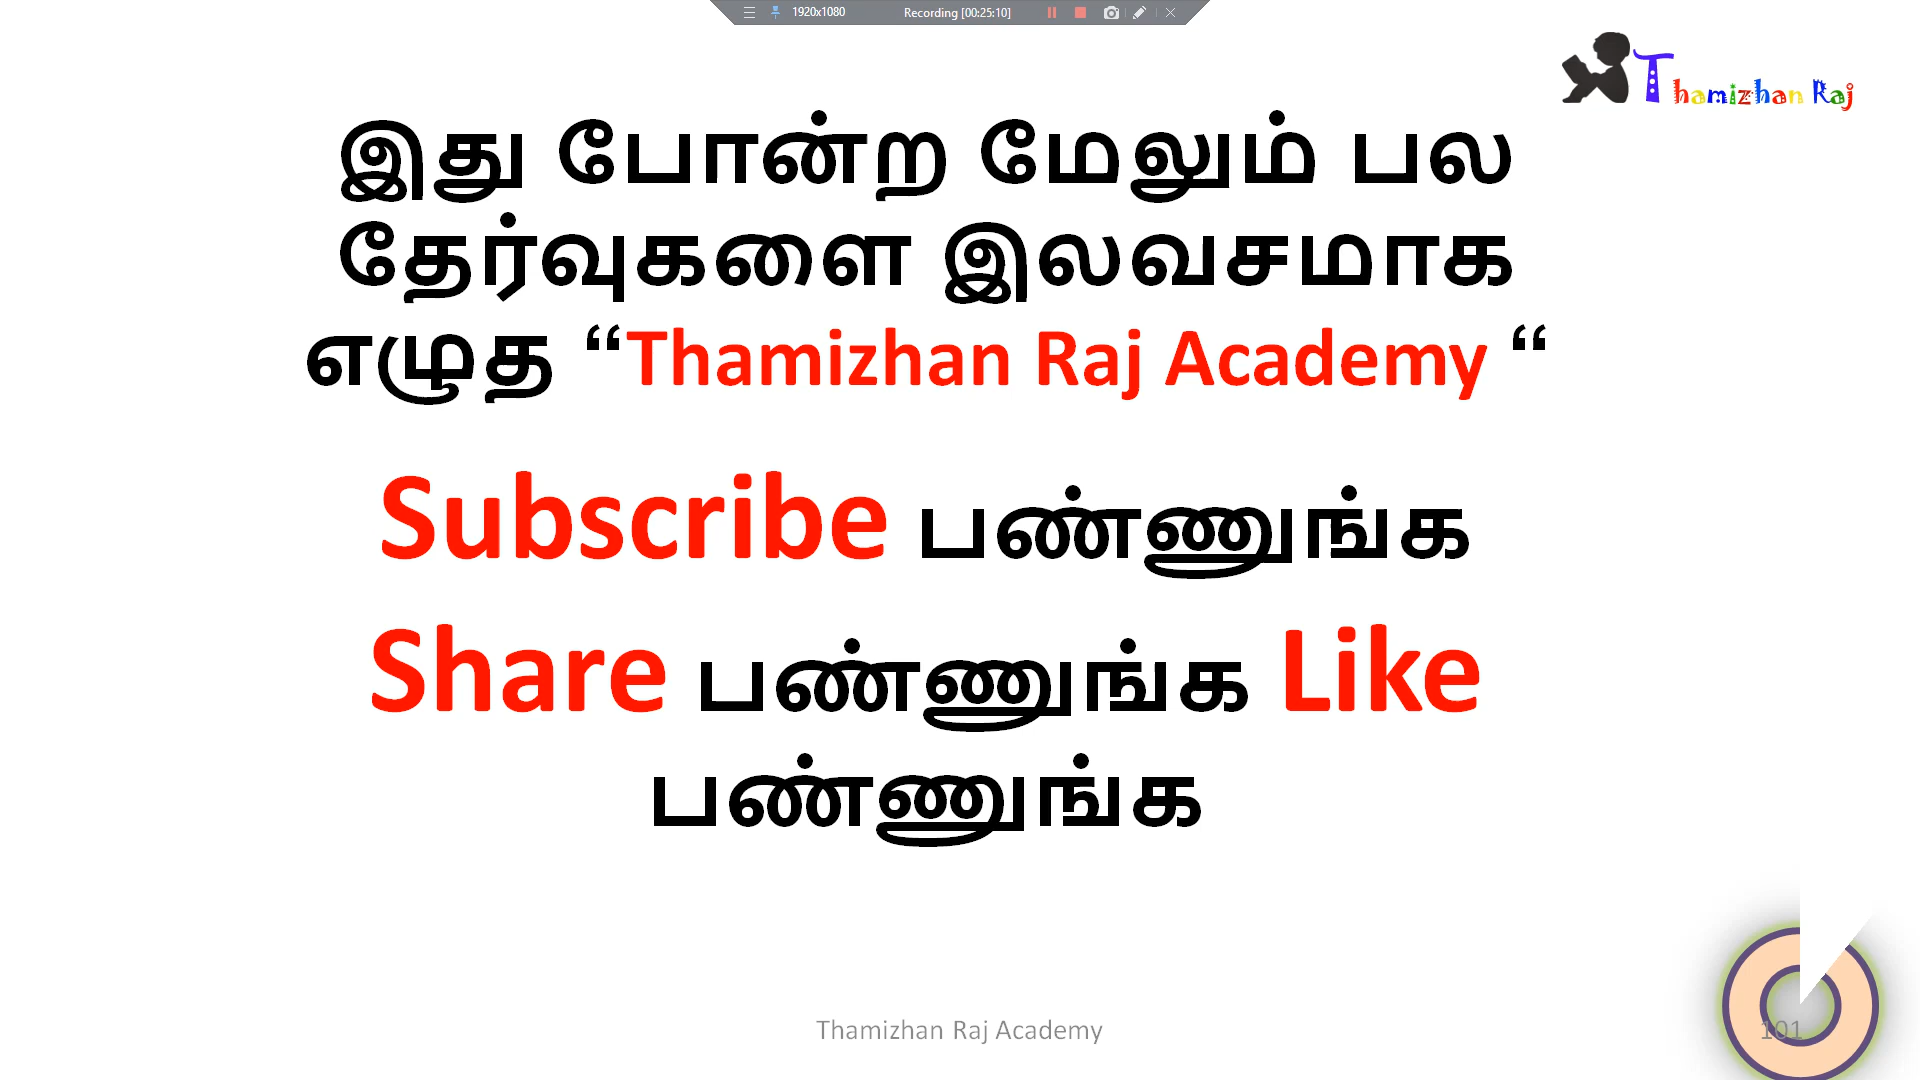 1920x1080 Recording [00:25:10]
Thamizhan Raj
இது போன்ற மேலும் பல
தேர்வுகளை இலவசமாக
எழுத “Thamizhan Raj Academy “
Subscribe பண்ணுங்க
Share பண்ணுங்க Like
பண்ணுங்க
Thamizhan Raj Academy
101